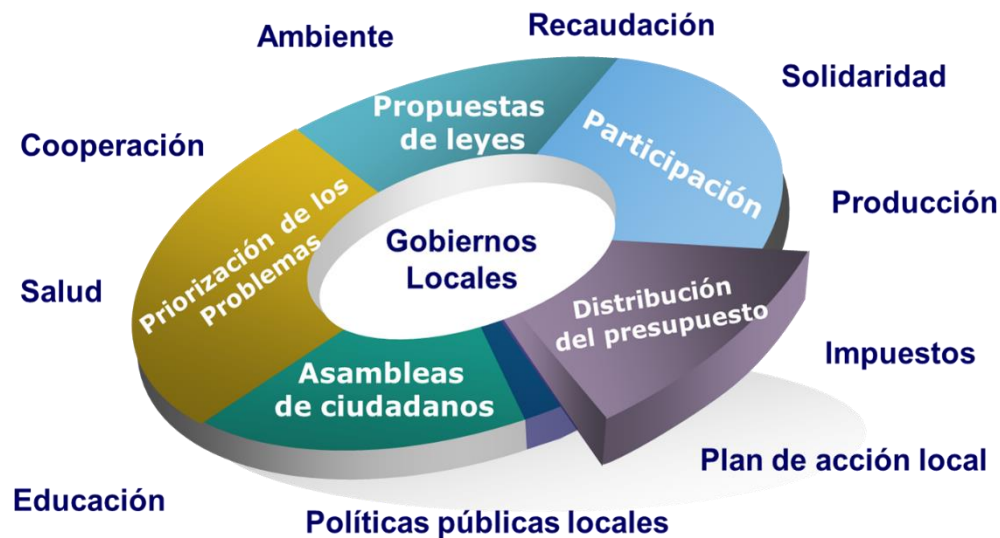 Ambiente
Recaudación
Solidaridad
Cooperación
Propuestas
de leyes
Participación
Producción
Priorización de los
Problemas
Gobiernos
Locales
Salud
Distribución
del presupuesto
Impuestos
Asambleas
de ciudadanos
Plan de acción local
Educación
Políticas públicas locales